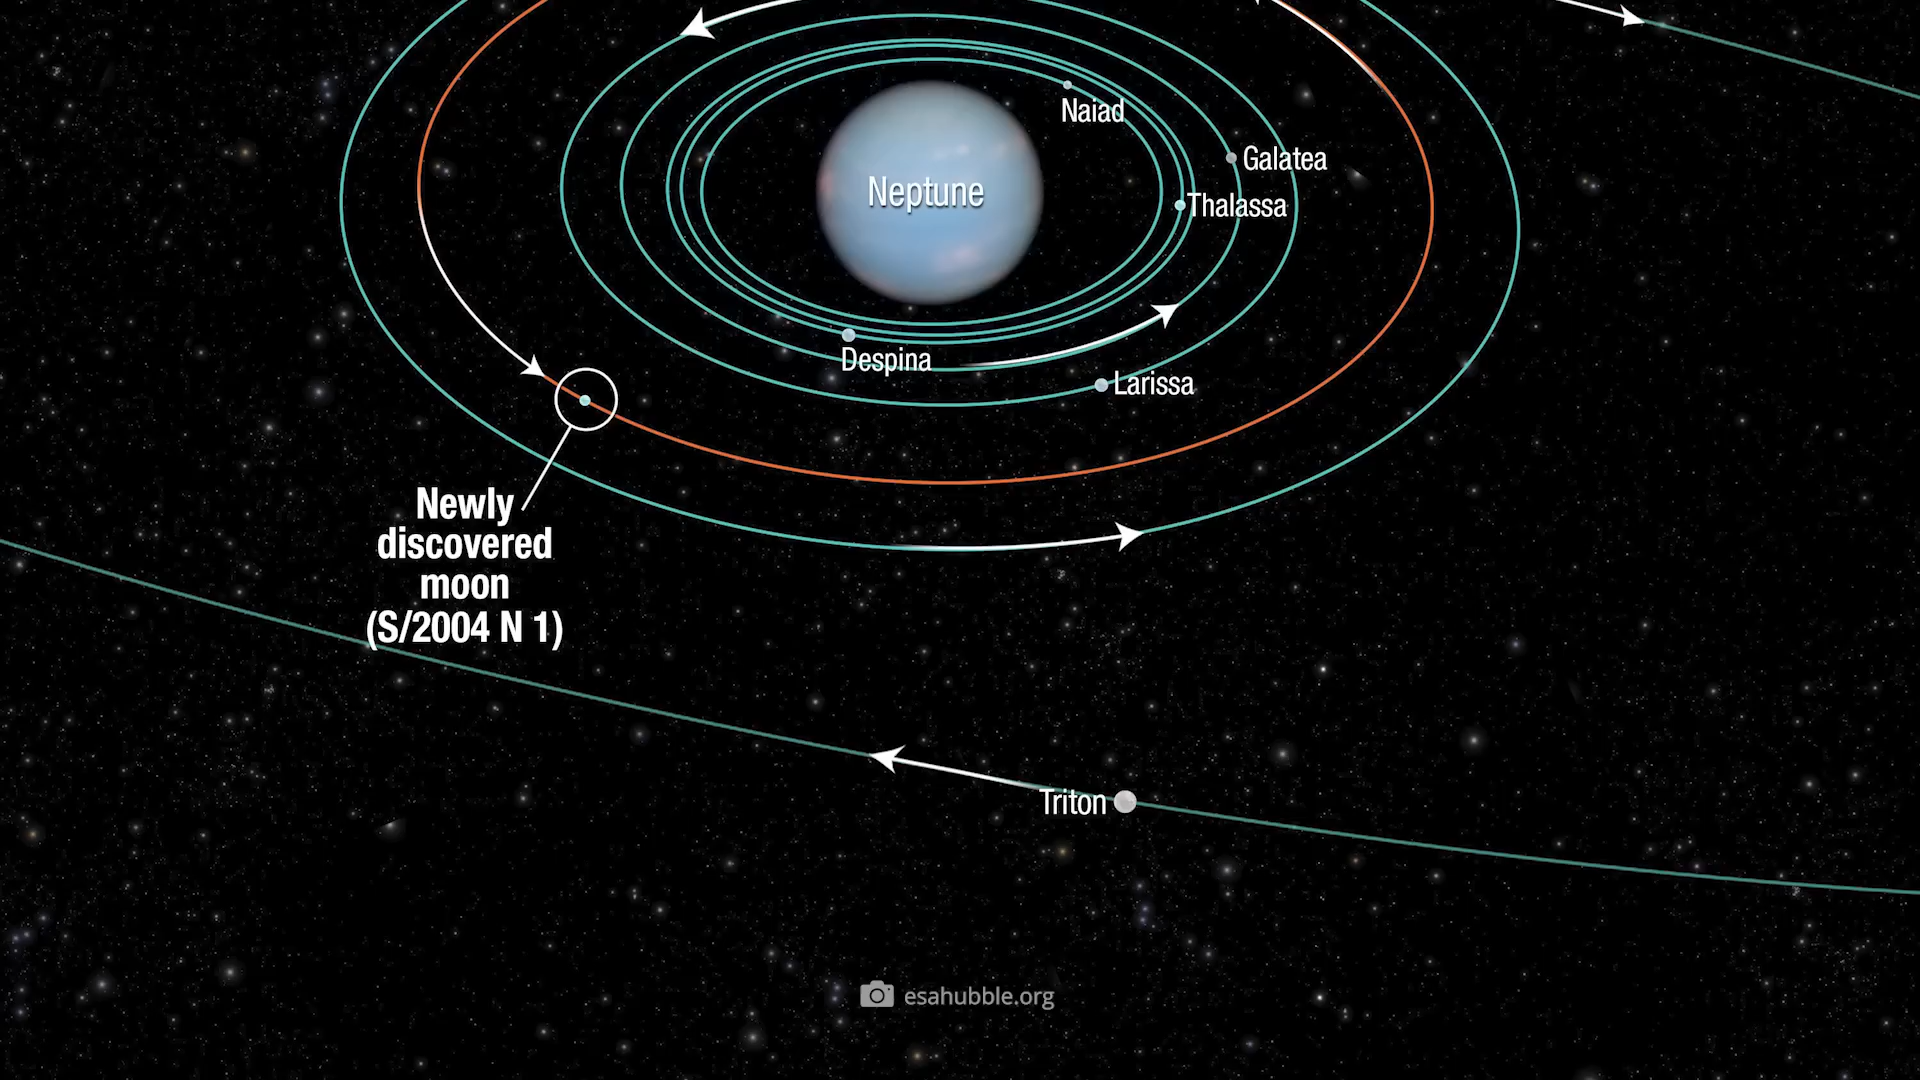 Naiad
Galatea
Neptune
Thalassa
Despina
Larissa
Newly
discovered
moon
(S/2004 N 1)
Triton
esahubble.org